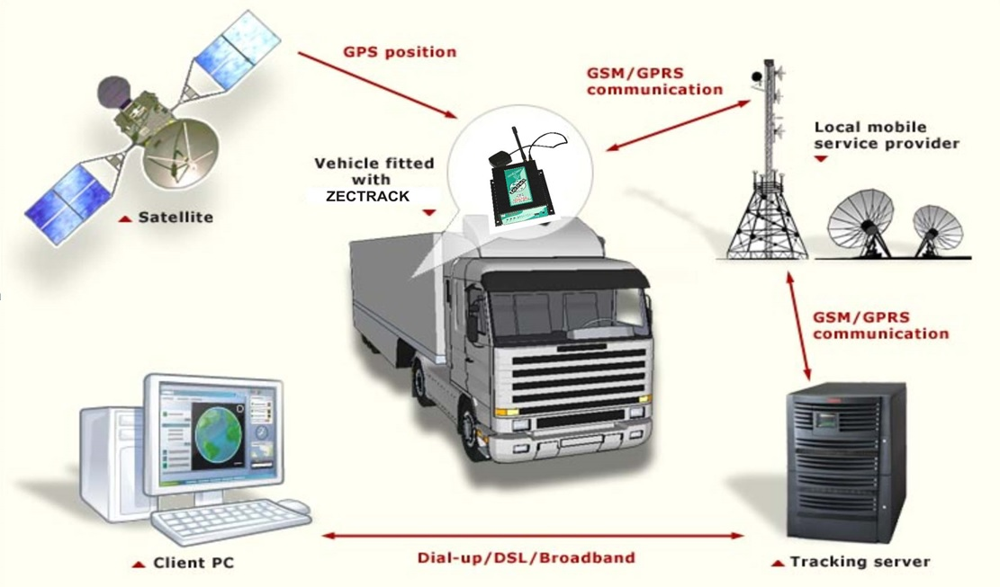 GPS position
GSM/GPRS
communication
Local mobile
service provider
Vehicle fitted
with
ZECTRACK
Satellite
GSM/GPRS
communication
Client PC
Dial-up/DSL/Broadband
Tracking server